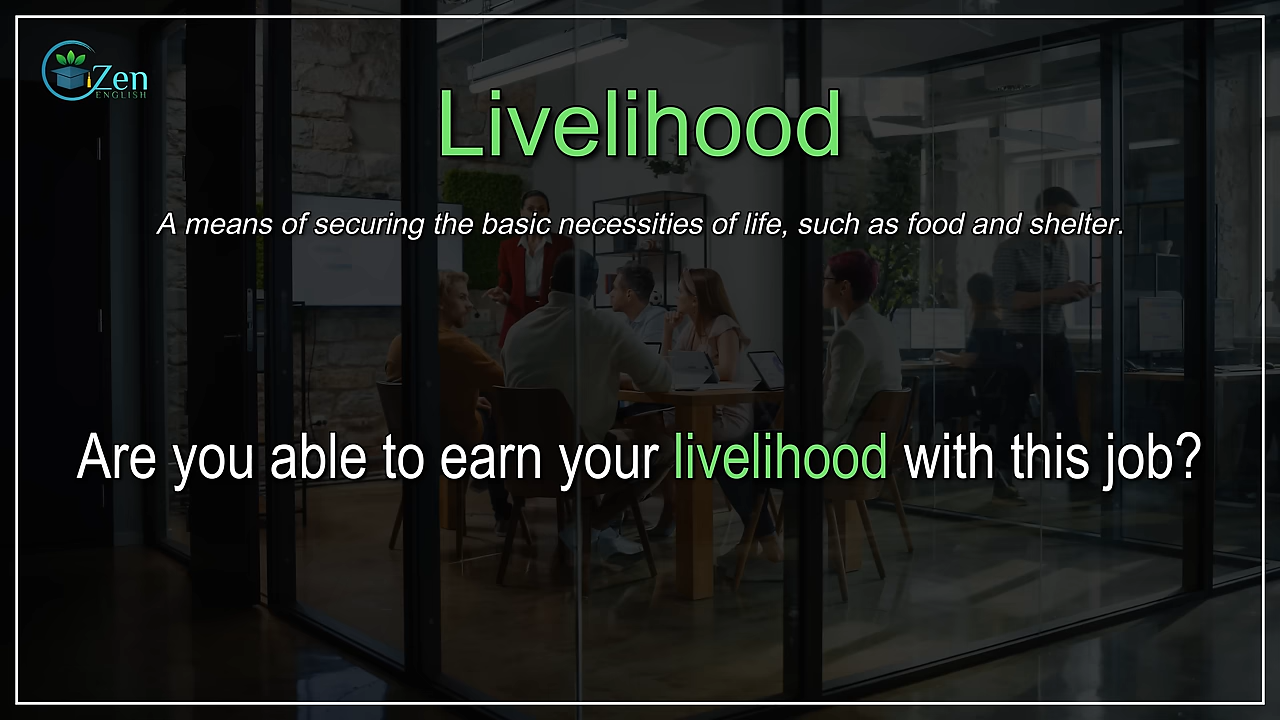 Zen
ENGLISH
Livelihood
A means of securing the basic necessities of life, such as food and shelter.
Are you able to earn your livelihood with this job?